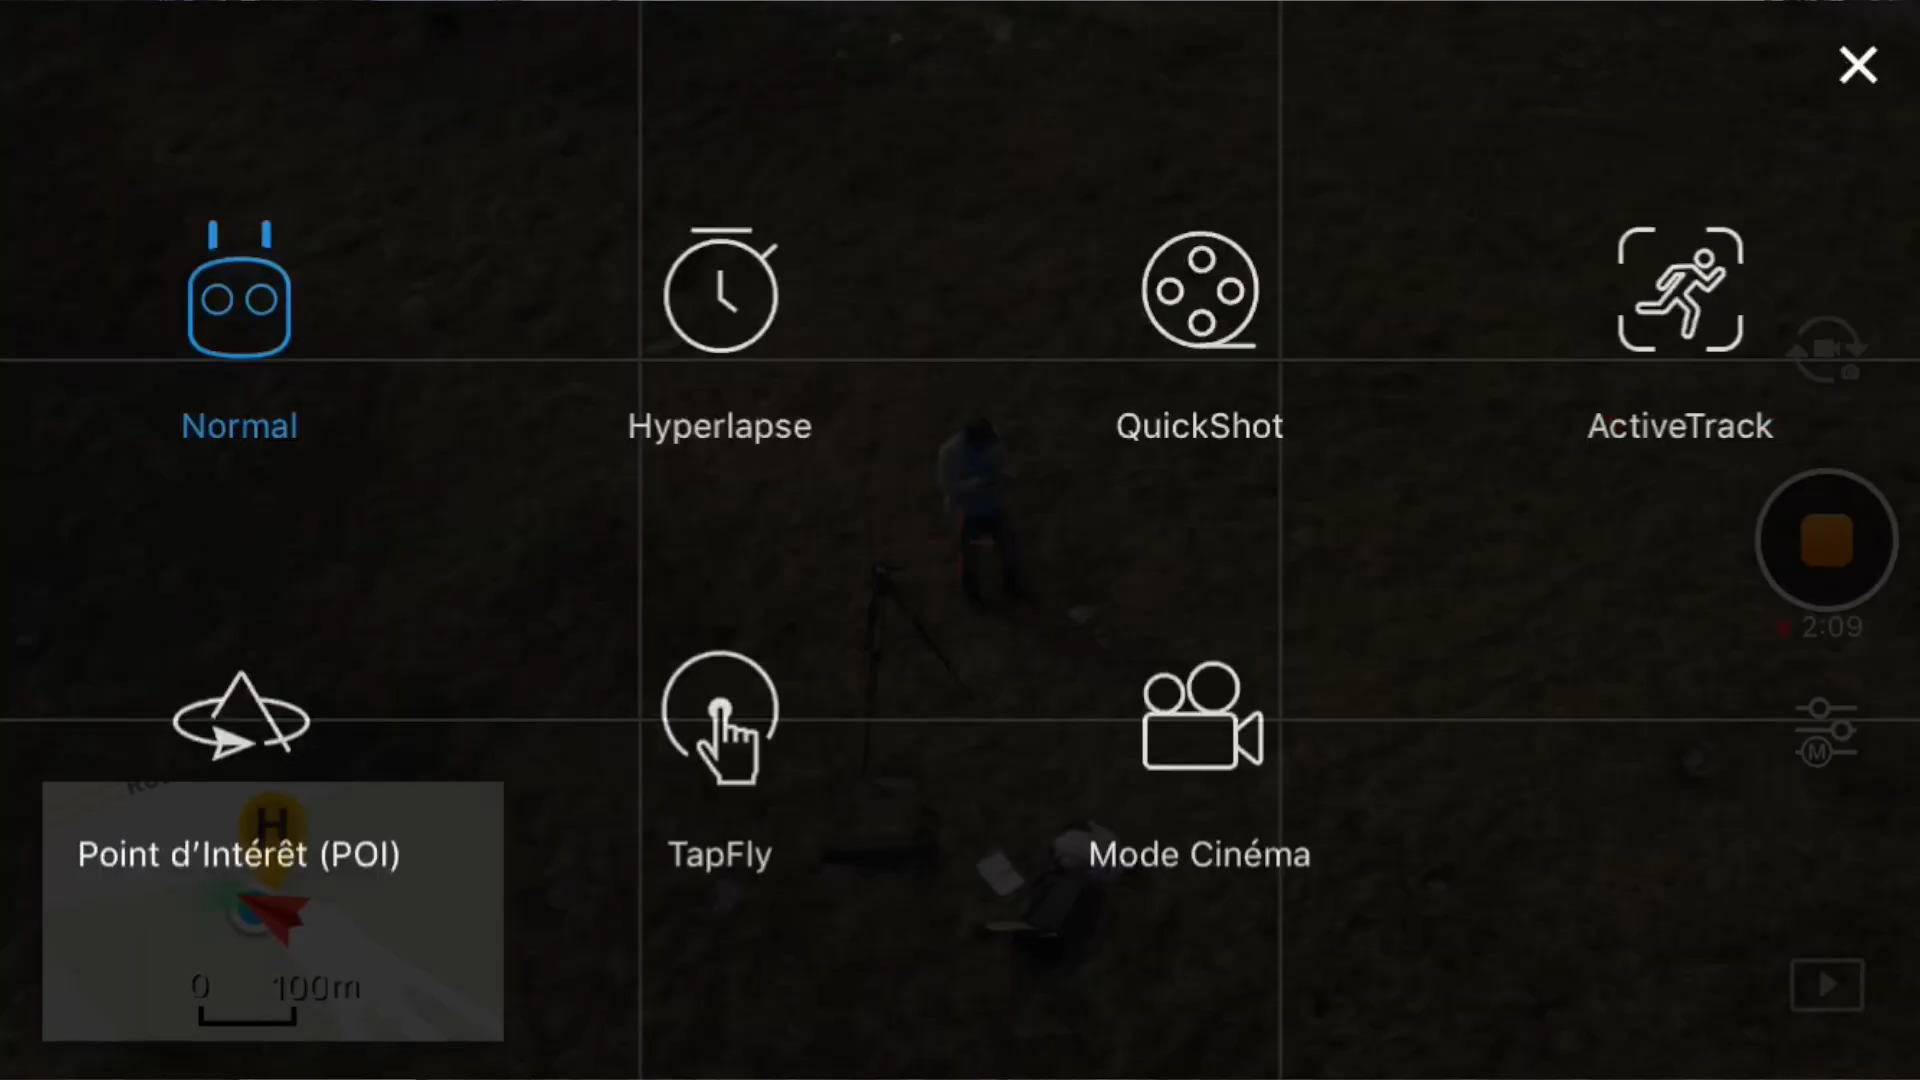 Normal
Hyperlapse
QuickShot
ActiveTrack
2:09
M
H
Point d’Intérêt (POI)
TapFly
Mode Cinéma
0 100m